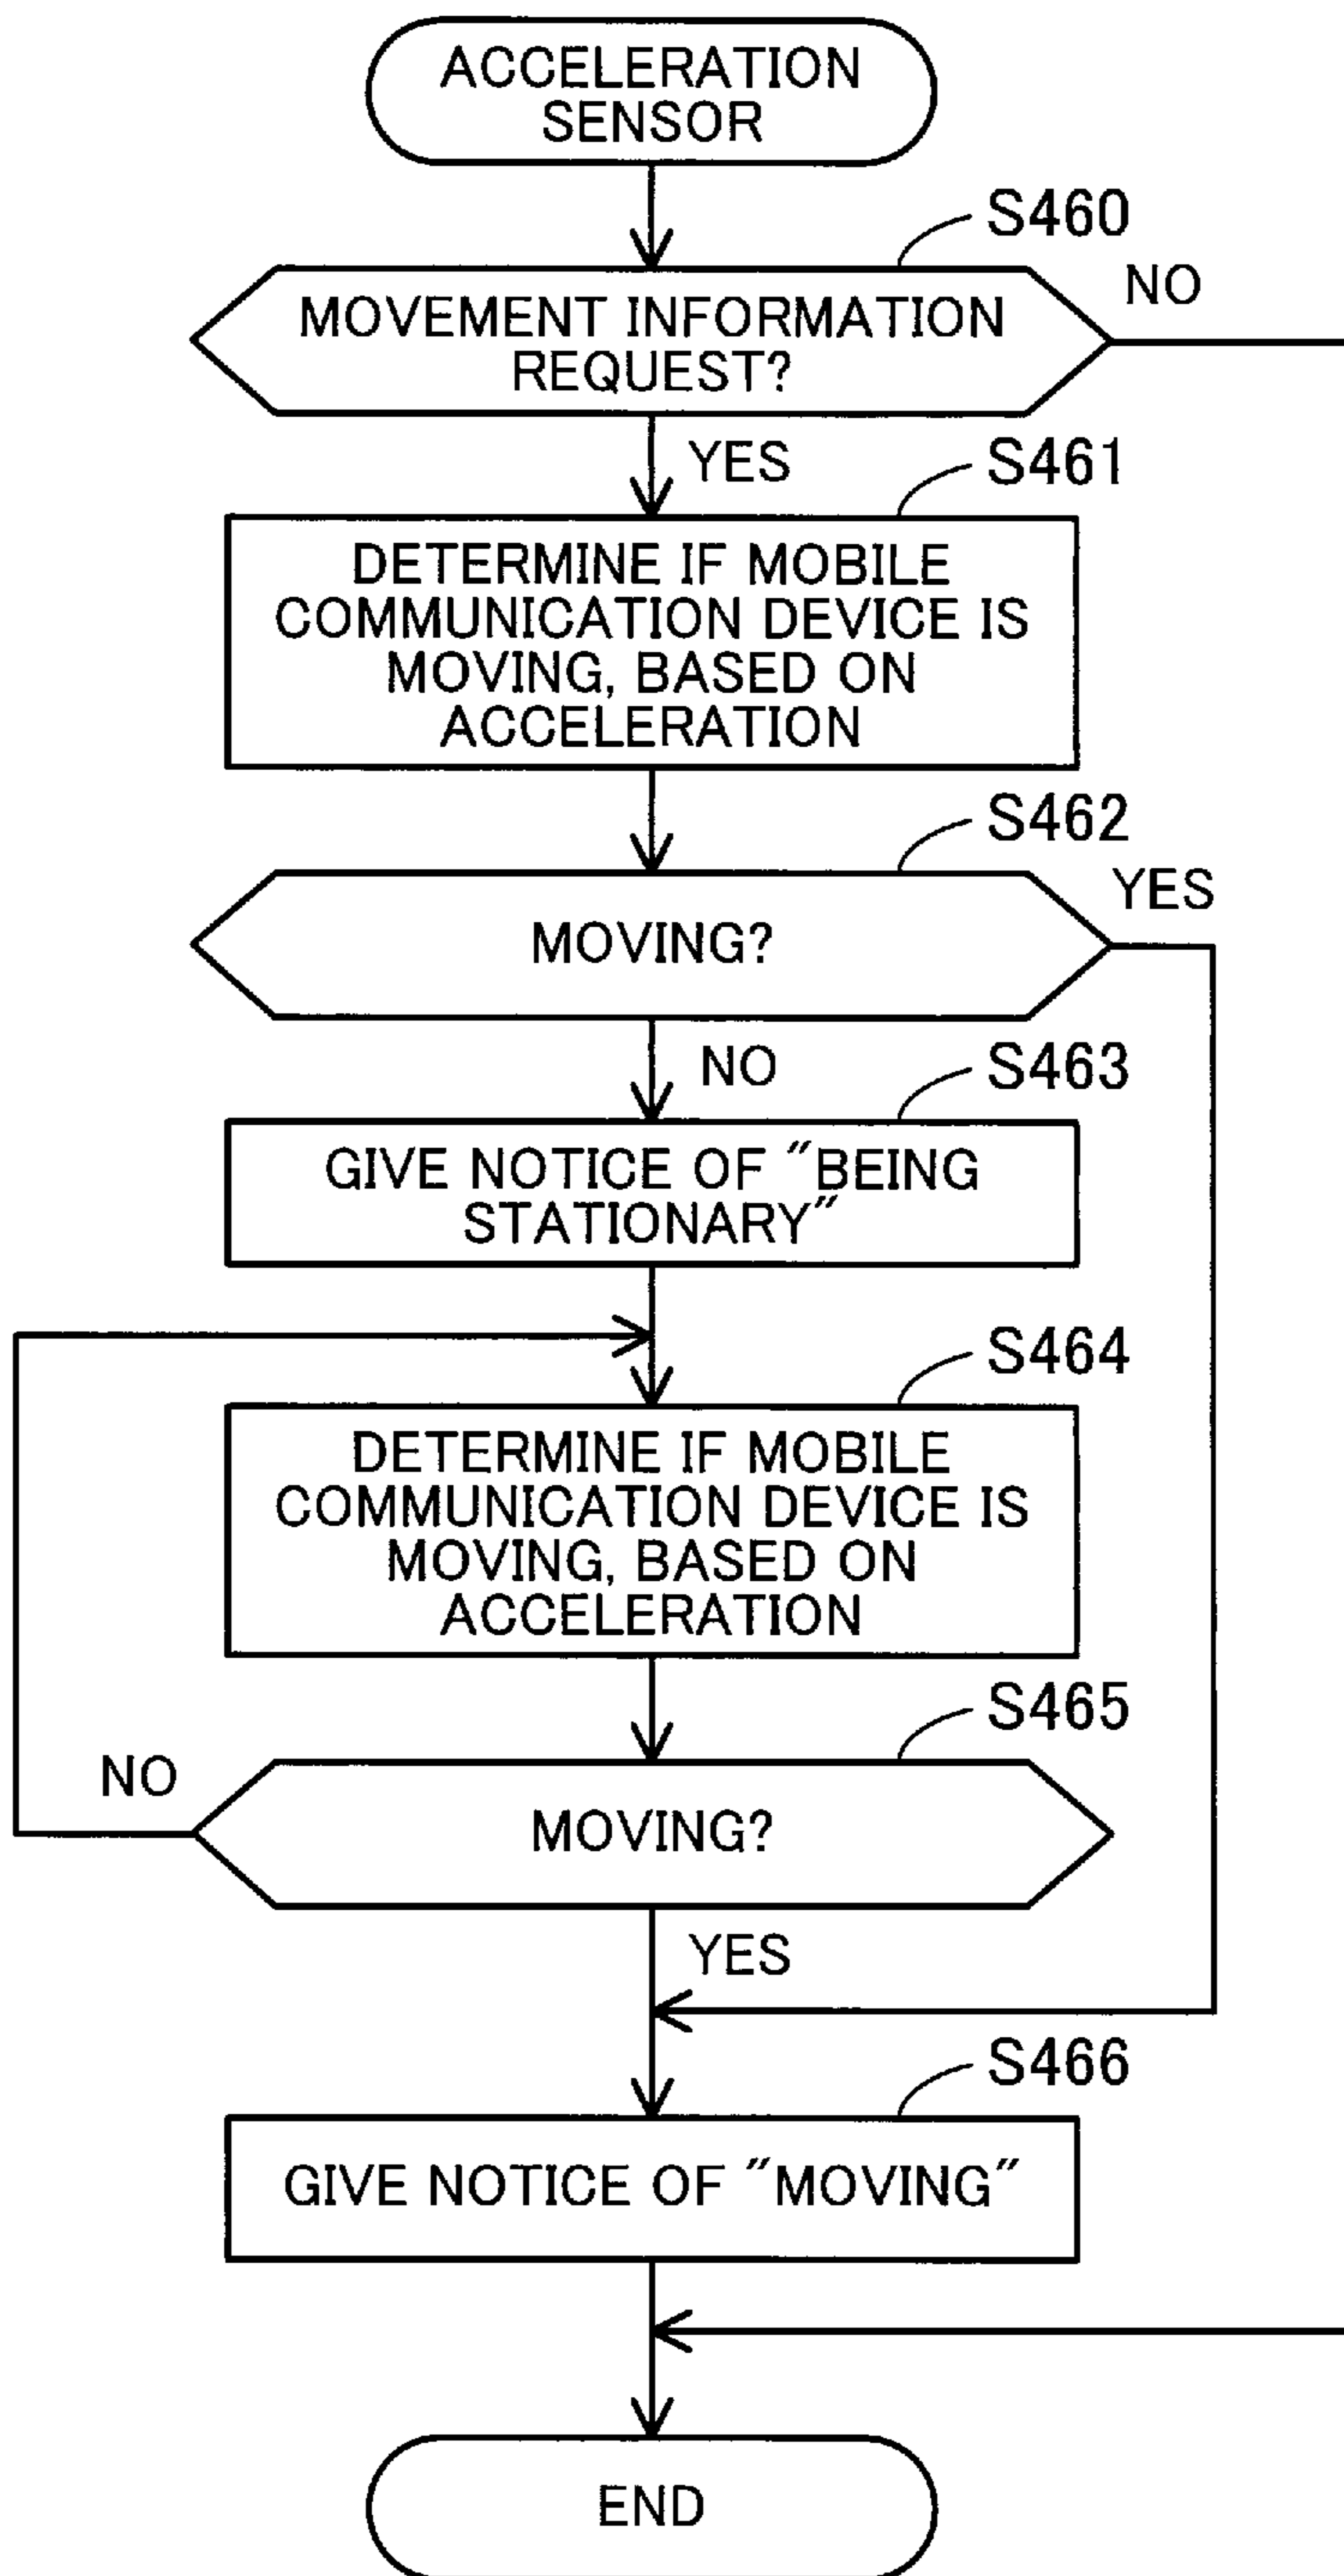 ACCELERATION
SENSOR
S460
NO
MOVEMENT INFORMATION
REQUEST?
YES
S461
DETERMINE IF MOBILE
COMMUNICATION DEVICE IS
MOVING, BASED ON
ACCELERATION
S462
YES
MOVING?
NO
S463
GIVE NOTICE OF "BEING
STATIONARY"
S464
DETERMINE IF MOBILE
COMMUNICATION DEVICE IS
MOVING, BASED ON
ACCELERATION
S465
NO
MOVING?
YES
S466
GIVE NOTICE OF "MOVING"
END